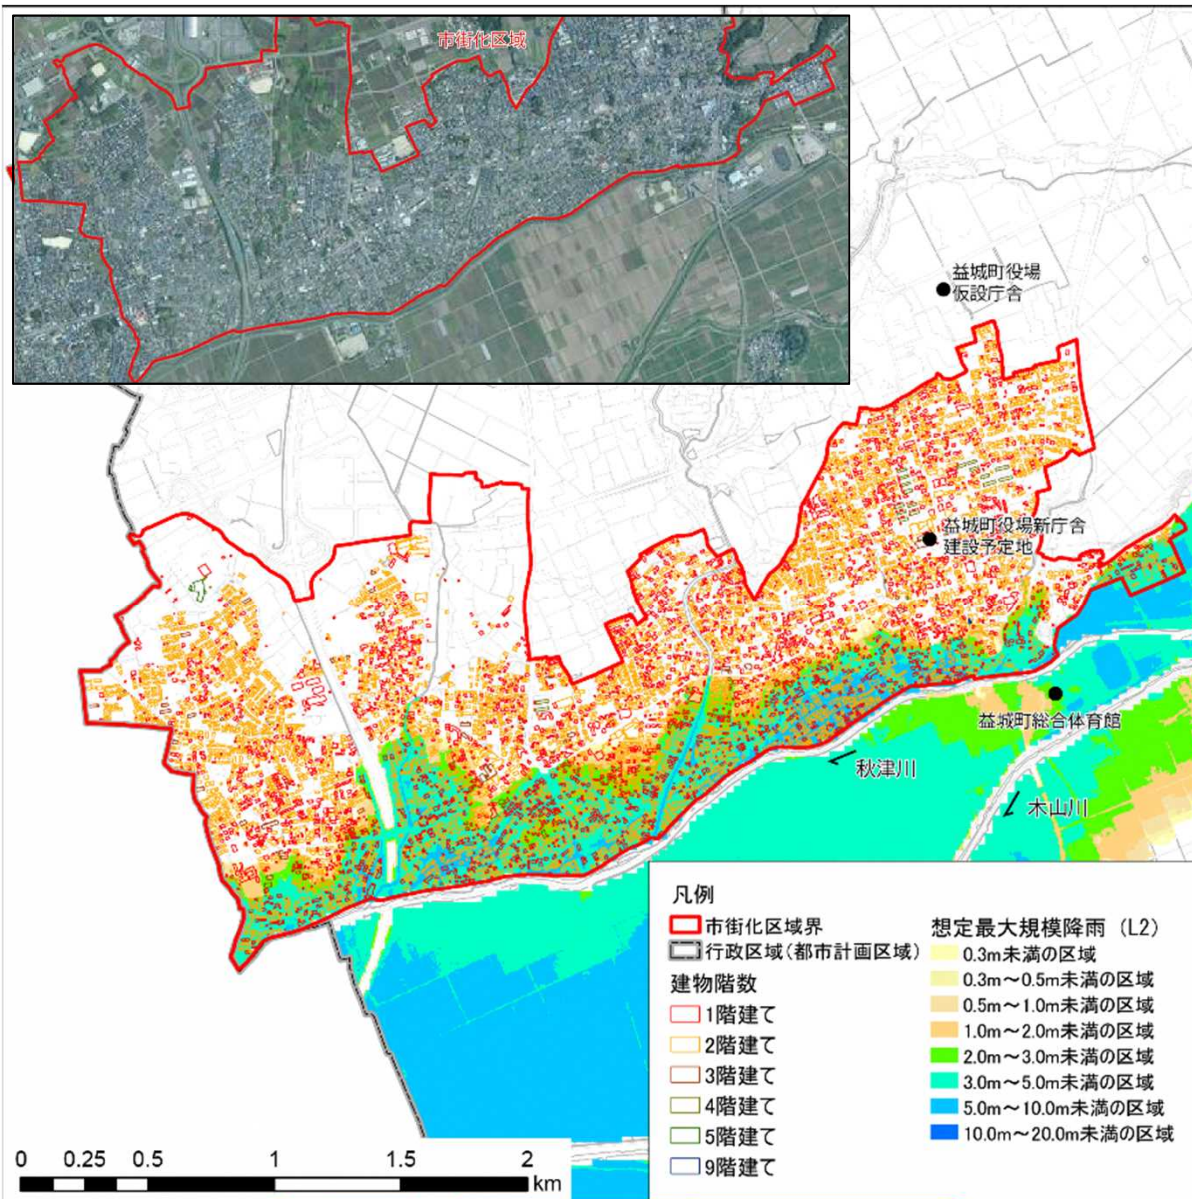 市街化区域
益城町役場
仮設庁舎
益城町役場新庁舎
建設予定地
益城町総合体育館
秋津川
木山川
凡例
市街化区域界
行政区域(都市計画区域)
建物階数
1階建て
2階建て
3階建て
4階建て
5階建て
9階建て
想定最大規模降雨 (L2)
0.3m未満の区域
0.3m～0.5m未満の区域
0.5m～1.0m未満の区域
1.0m～2.0m未満の区域
2.0m～3.0m未満の区域
3.0m～5.0m未満の区域
5.0m～10.0m未満の区域
10.0m～20.0m未満の区域
0 0.25 0.5 1 1.5 2
km